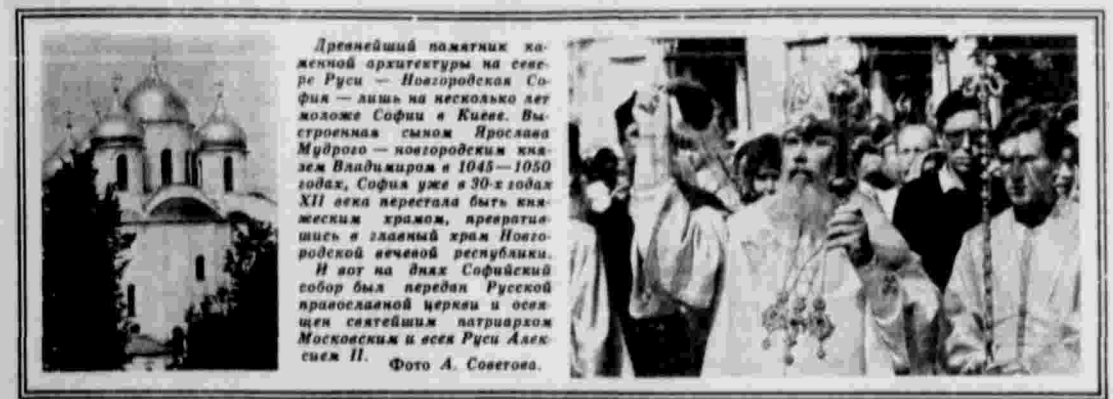 Древнейший памятник ка-
менной архитектуры на севе-
ре Руси — Новгородская Со-
фия — лишь на несколько лет
моложе Софии в Киеве. Вы-
строенная сыном Ярослава
Мудрого — новгородским кня-
зем Владимиром в 1045—1050
годах, София уже в 30-х годах
XII века перестала быть кня-
жеским храмом, превратив-
шись в главный храм Новго-
родской вечевой республики.
И вот на днях Софийский
собор был передан Русской
православной церкви и освя-
щен святейшим патриархом
Московским и всея Руси Алек-
сием II.
Фото А. Советова.